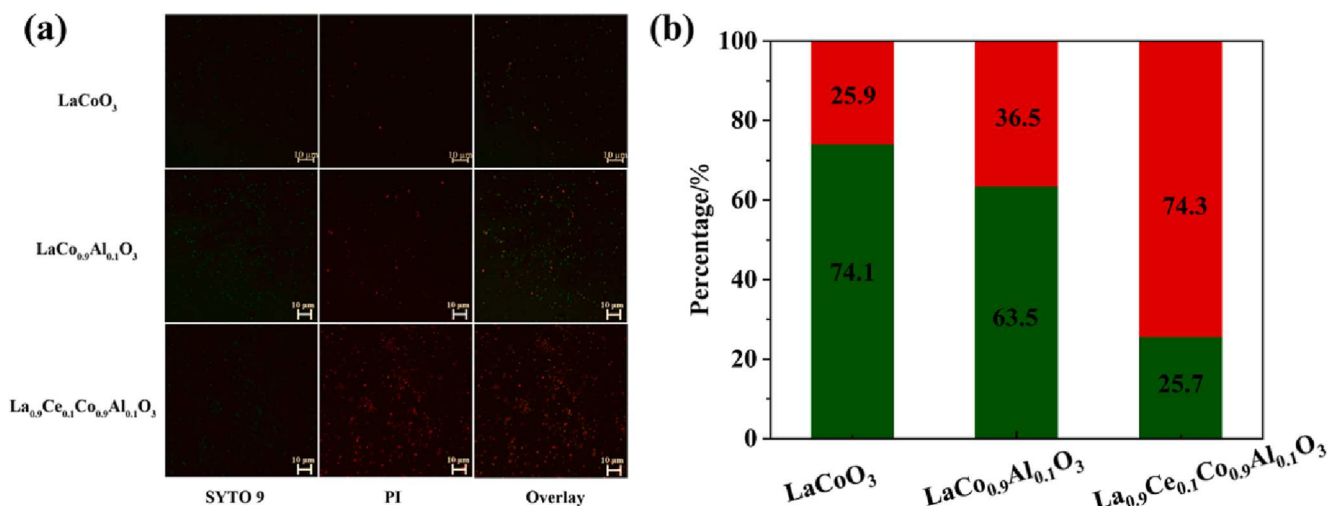 (a)
LaCoO₃
10 μm
10 μm
10 μm
LaCo₀.₉Al₀.₁O₃
10 μm
10 μm
10 μm
La₀.₉Ce₀.₁Co₀.₉Al₀.₁O₃
10 μm
10 μm
10 μm
SYTO 9 PI Overlay
(b)
Percentage/%
100
80
60
40
20
0
25.9
74.1
36.5
63.5
74.3
25.7
LaCoO₃
LaCo₀.₉Al₀.₁O₃
La₀.₉Ce₀.₁Co₀.₉Al₀.₁O₃